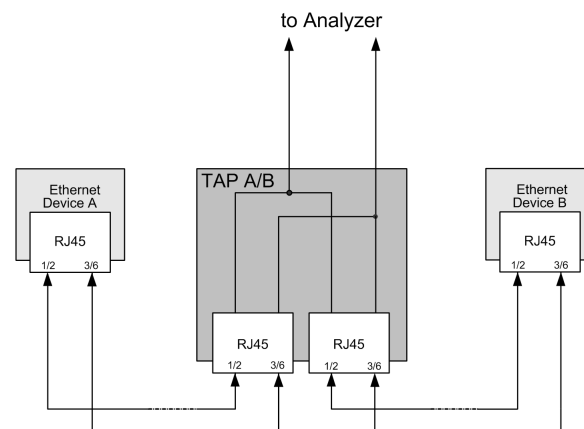 to Analyzer
TAP A/B
Ethernet
Device A
Ethernet
Device B
RJ45
1/2 3/6
RJ45
1/2 3/6
RJ45
1/2 3/6
RJ45
1/2 3/6